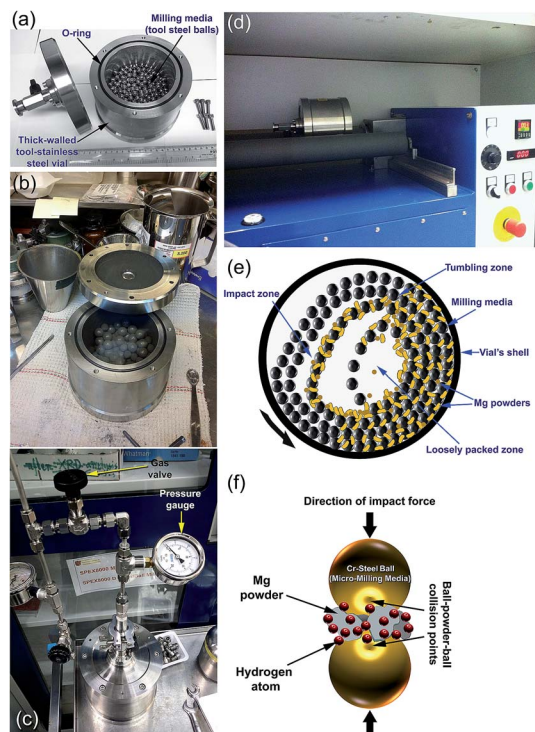 (a)
Milling media
(tool steel balls)
O-ring
Thick-walled
tool-stainless
steel vial
(b)
Whatman
Gas
valve
Pressure
gauge
SPEX8000
(c)
(d)
(e)
Tumbling zone
Impact zone
Milling media
Vial's shell
Mg powders
Loosely packed zone
(f)
Direction of impact force
Cr-Steel Ball
(Micro-Milling Media)
Mg
powder
Ball-powder-ball
collision points
Hydrogen
atom